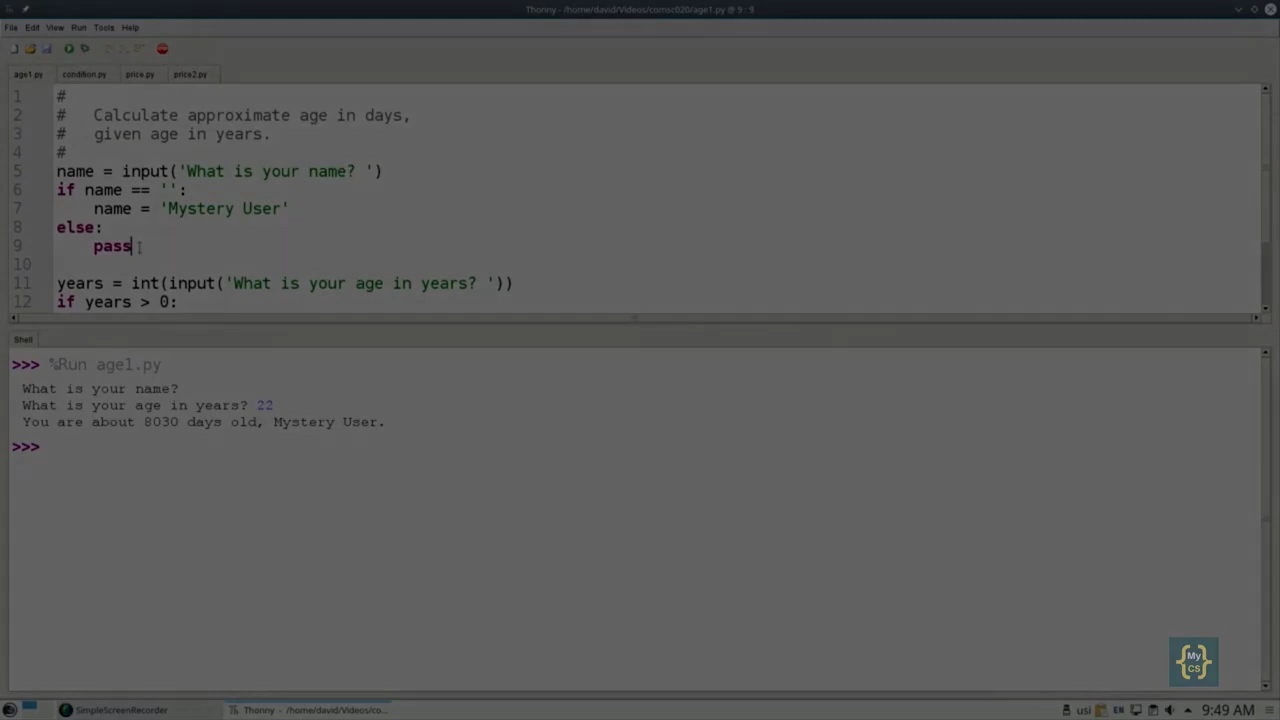 Thonny - /home/david/Videos/comsc020/age1.py @ 9 : 9
File Edit View Run Tools Help
age1.py condition.py price.py price2.py
1 #
2 #   Calculate approximate age in days,
3 #   given age in years.
4 #
5 name = input('What is your name? ')
6 if name == '':
7     name = 'Mystery User'
8 else:
9     pass
10
11 years = int(input('What is your age in years? '))
12 if years > 0:
Shell
>>> %Run age1.py
What is your name?
What is your age in years? 22
You are about 8030 days old, Mystery User.
>>>
{My CS}
SimpleScreenRecorder Thonny - /home/david/Videos/co... usi EN 9:49 AM